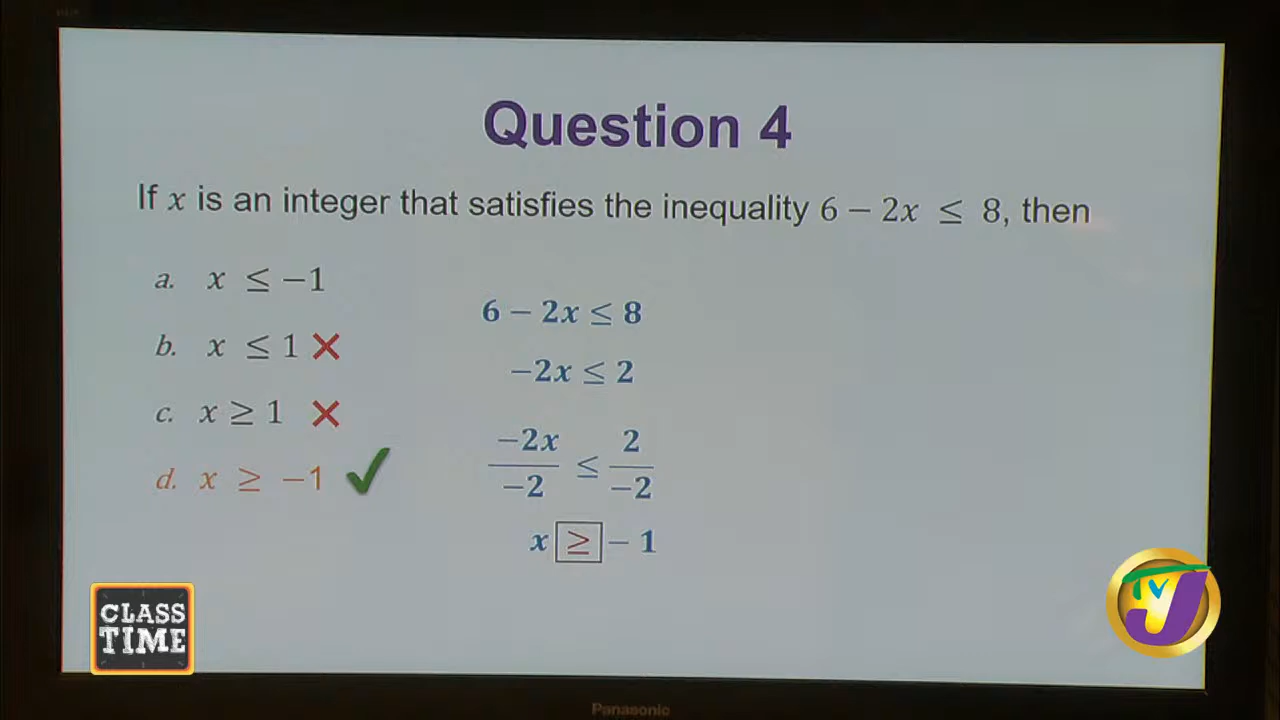 Question 4
If x is an integer that satisfies the inequality 6 − 2x ≤ 8, then
a. x ≤ −1
b. x ≤ 1 ✕
c. x ≥ 1 ✕
d. x ≥ −1 ✓
6 − 2x ≤ 8
−2x ≤ 2
−2x/−2 ≤ 2/−2
x ≥ − 1
CLASS
TIME
TVJ
Panasonic